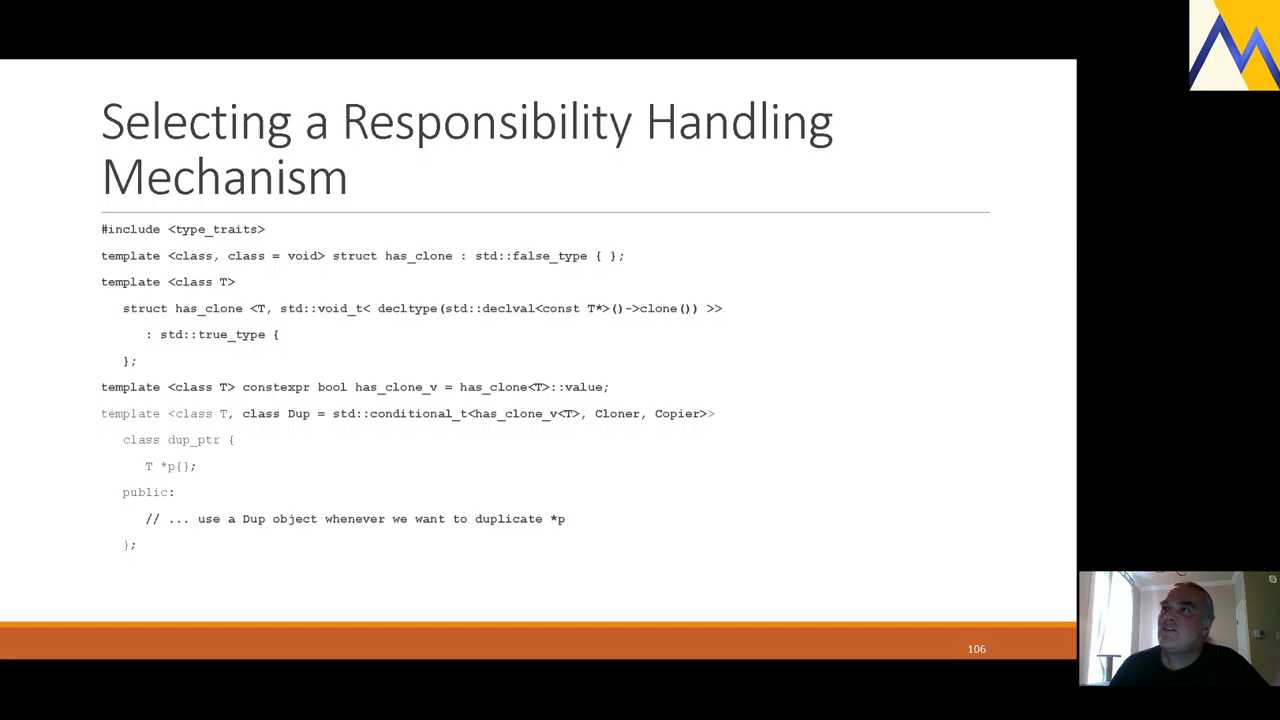 Selecting a Responsibility Handling
Mechanism
#include <type_traits>
template <class, class = void> struct has_clone : std::false_type { };
template <class T>
struct has_clone <T, std::void_t< decltype(std::declval<const T*>()->clone()) >>
: std::true_type {
};
template <class T> constexpr bool has_clone_v = has_clone<T>::value;
template <class T, class Dup = std::conditional_t<has_clone_v<T>, Cloner, Copier>>
class dup_ptr {
T *p{};
public:
// ... use a Dup object whenever we want to duplicate *p
};
106